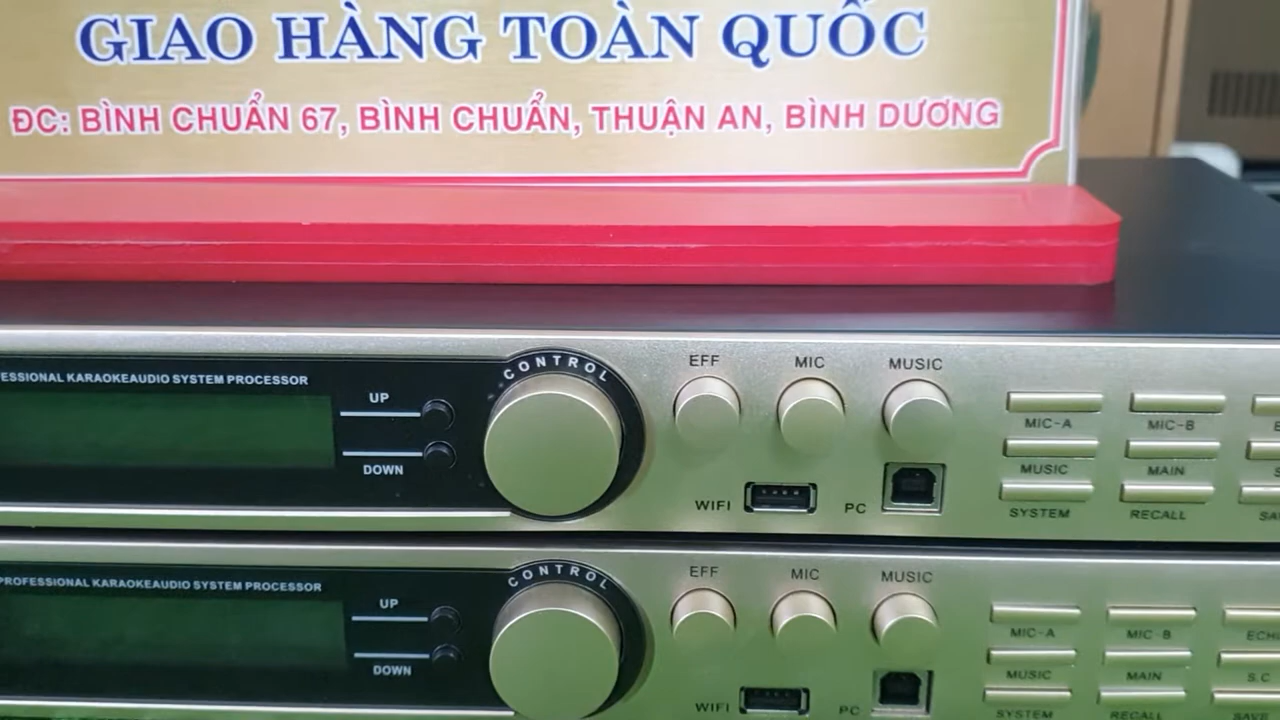 GIAO HÀNG TOÀN QUỐC
ĐC: BÌNH CHUẨN 67, BÌNH CHUẨN, THUẬN AN, BÌNH DƯƠNG
KARAOKEAUDIO SYSTEM PROCESSOR
UP
DOWN
CONTROL
EFF MIC MUSIC
WIFI PC
MIC-A MIC-B
MUSIC MAIN
SYSTEM RECALL
PROFESSIONAL KARAOKEAUDIO SYSTEM PROCESSOR
UP
DOWN
CONTROL
EFF MIC MUSIC
WIFI PC
MIC-A MIC-B ECHO
MUSIC MAIN S.C
SYSTEM RECALL SAVE